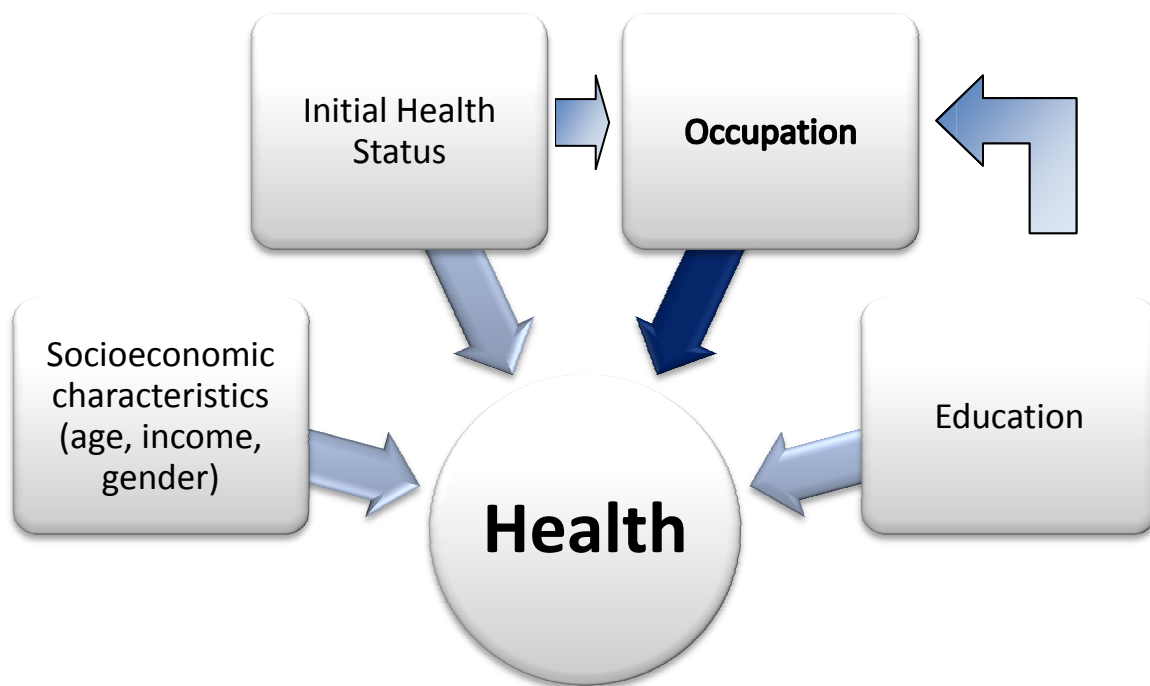 Initial Health
Status
Occupation
Socioeconomic
characteristics
(age, income,
gender)
Education
Health